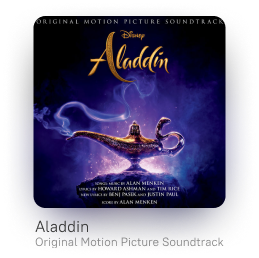 ORIGINAL MOTION PICTURE SOUNDTRACK
Disney
Aladdin
SONGS MUSIC BY ALAN MENKEN
LYRICS BY HOWARD ASHMAN AND TIM RICE
NEW LYRICS BY BENJ PASEK AND JUSTIN PAUL
SCORE BY ALAN MENKEN
Aladdin
Original Motion Picture Soundtrack